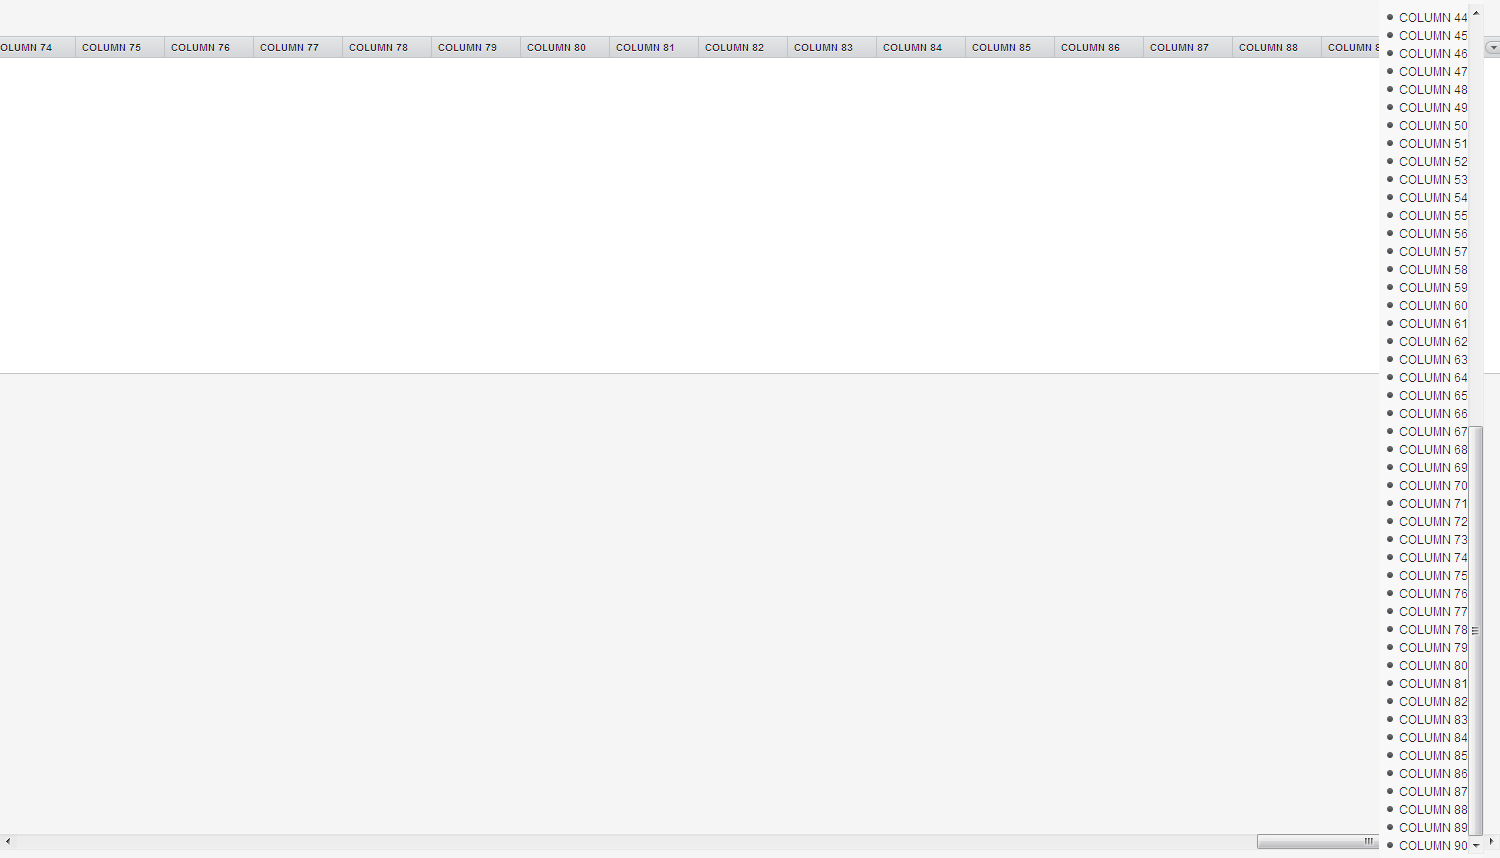 OLUMN 74 COLUMN 75 COLUMN 76 COLUMN 77 COLUMN 78 COLUMN 79 COLUMN 80 COLUMN 81 COLUMN 82 COLUMN 83 COLUMN 84 COLUMN 85 COLUMN 86 COLUMN 87 COLUMN 88 COLUMN 8
COLUMN 44
COLUMN 45
COLUMN 46
COLUMN 47
COLUMN 48
COLUMN 49
COLUMN 50
COLUMN 51
COLUMN 52
COLUMN 53
COLUMN 54
COLUMN 55
COLUMN 56
COLUMN 57
COLUMN 58
COLUMN 59
COLUMN 60
COLUMN 61
COLUMN 62
COLUMN 63
COLUMN 64
COLUMN 65
COLUMN 66
COLUMN 67
COLUMN 68
COLUMN 69
COLUMN 70
COLUMN 71
COLUMN 72
COLUMN 73
COLUMN 74
COLUMN 75
COLUMN 76
COLUMN 77
COLUMN 78
COLUMN 79
COLUMN 80
COLUMN 81
COLUMN 82
COLUMN 83
COLUMN 84
COLUMN 85
COLUMN 86
COLUMN 87
COLUMN 88
COLUMN 89
COLUMN 90